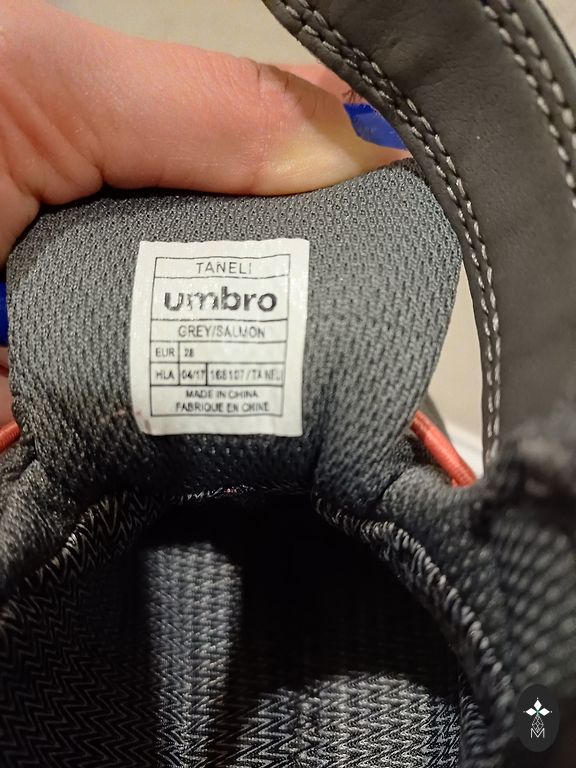 TANELI
umbro
GREY/SALMON
EUR 28
HLA 04/17 168107/TANELI
MADE IN CHINA
FABRIQUE EN CHINE
M